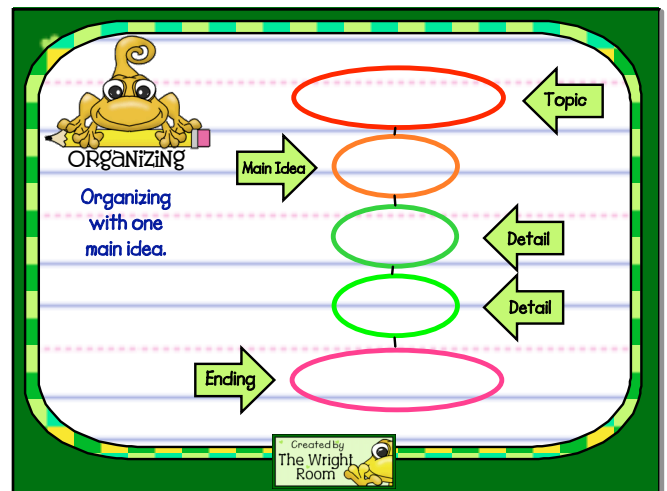 Topic
ORGANIZING
Main Idea
Organizing
with one
main idea.
Detail
Detail
Ending
Created by
The Wright
Room